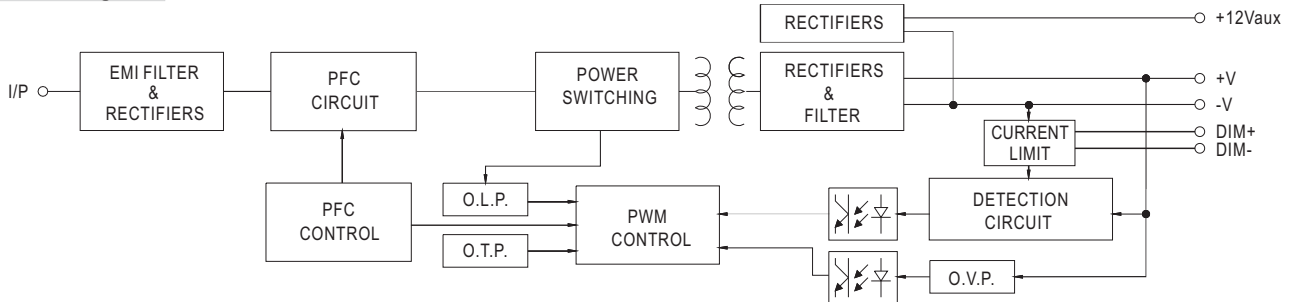 RECTIFIERS
+12Vaux
I/P
EMI FILTER
&
RECTIFIERS
PFC
CIRCUIT
POWER
SWITCHING
RECTIFIERS
&
FILTER
+V
-V
CURRENT
LIMIT
DIM+
DIM-
PFC
CONTROL
O.L.P.
O.T.P.
PWM
CONTROL
DETECTION
CIRCUIT
O.V.P.